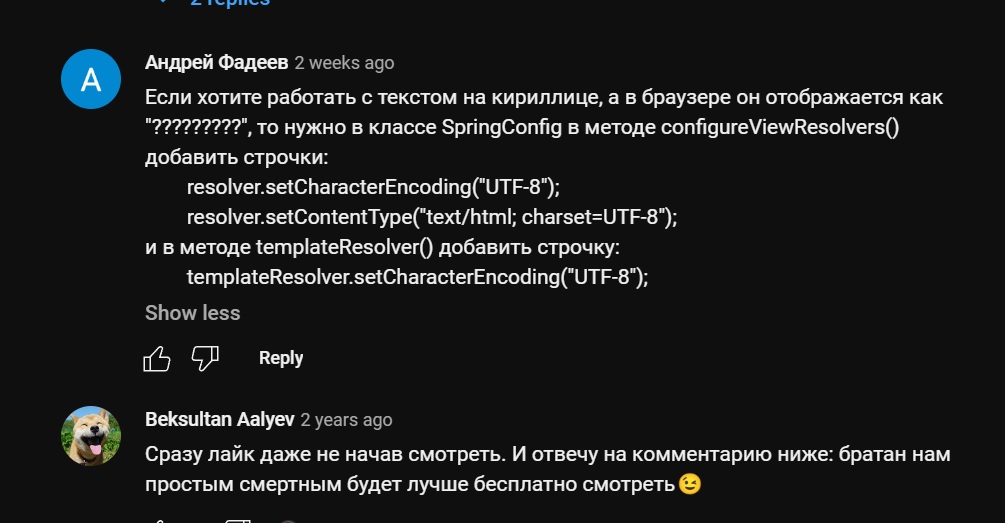 2 replies
Андрей Фадеев 2 weeks ago
А
Если хотите работать с текстом на кириллице, а в браузере он отображается как
"?????????", то нужно в классе SpringConfig в методе configureViewResolvers()
добавить строчки:
resolver.setCharacterEncoding("UTF-8");
resolver.setContentType("text/html; charset=UTF-8");
и в методе templateResolver() добавить строчку:
templateResolver.setCharacterEncoding("UTF-8");
Show less
Reply
Beksultan Aalyev 2 years ago
Сразу лайк даже не начав смотреть. И отвечу на комментарию ниже: братан нам
простым смертным будет лучше бесплатно смотреть😉